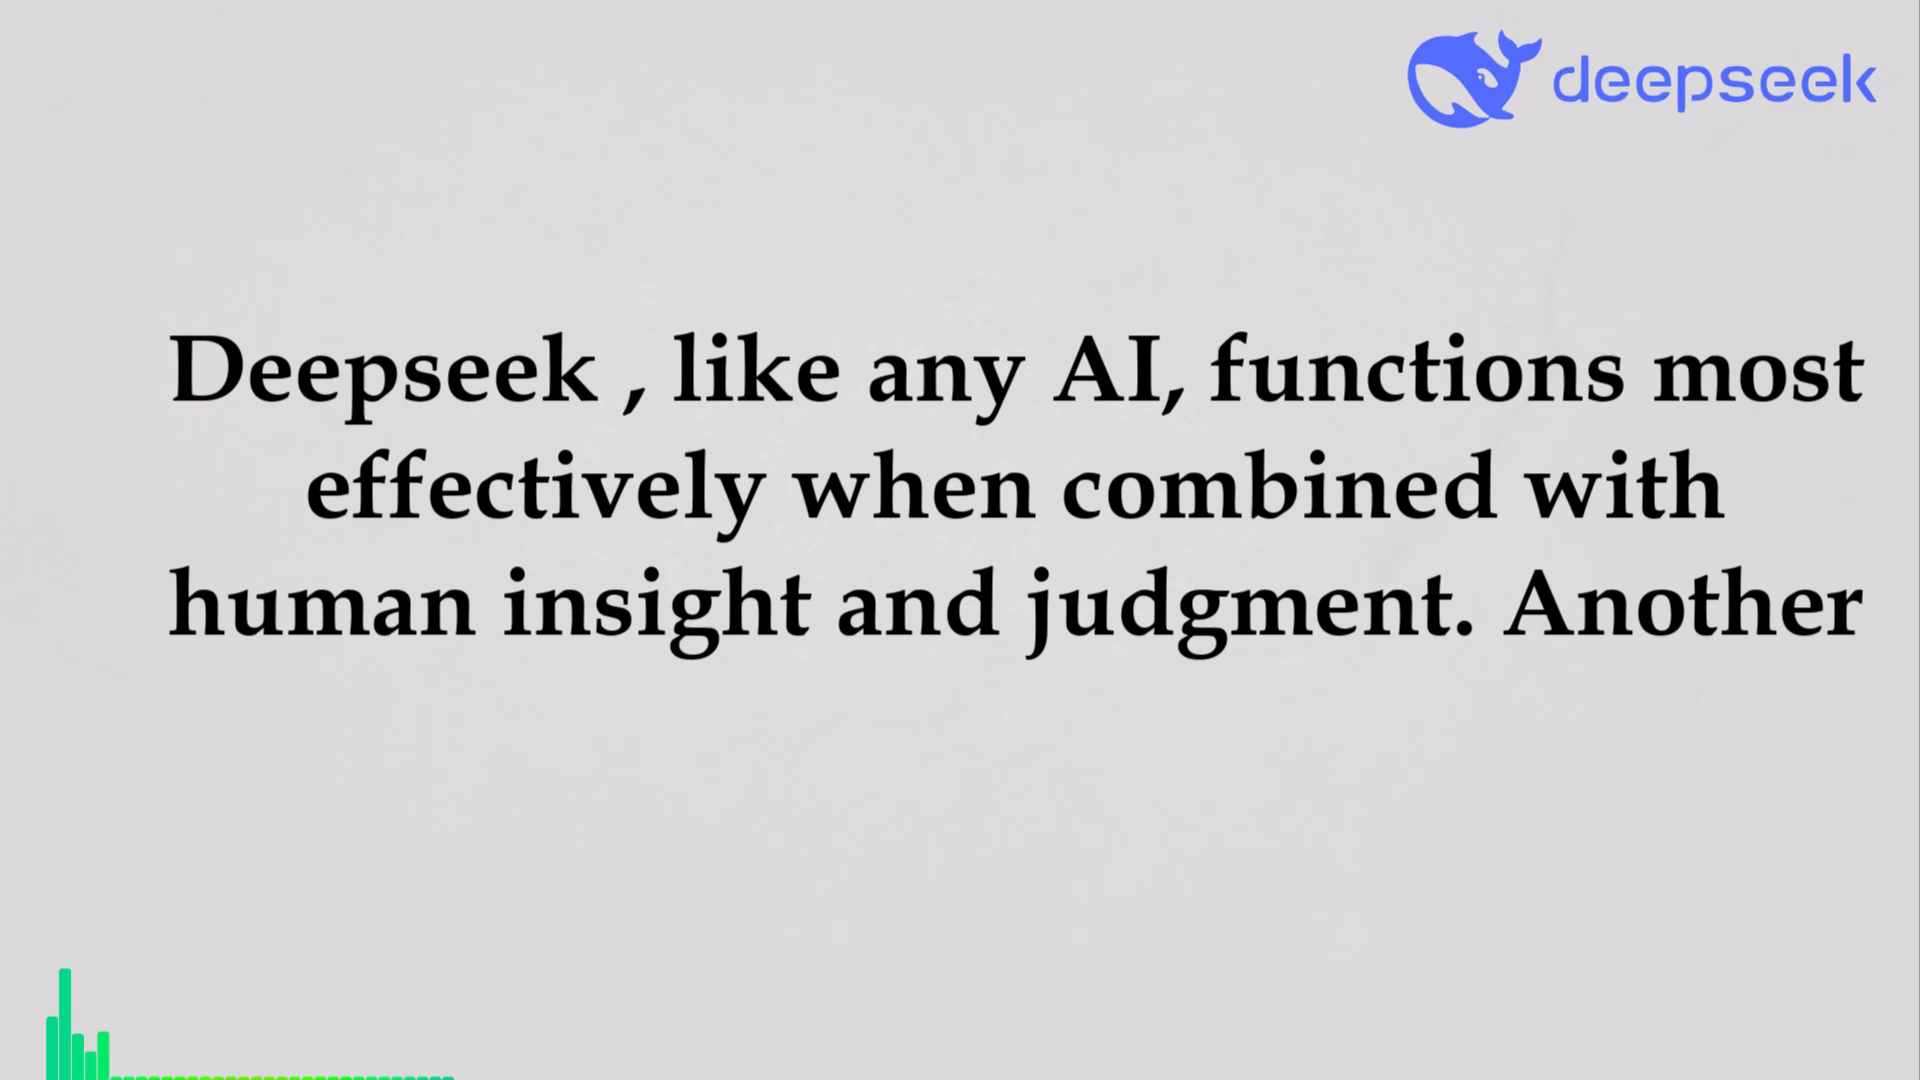 deepseek
Deepseek , like any AI, functions most
effectively when combined with
human insight and judgment. Another